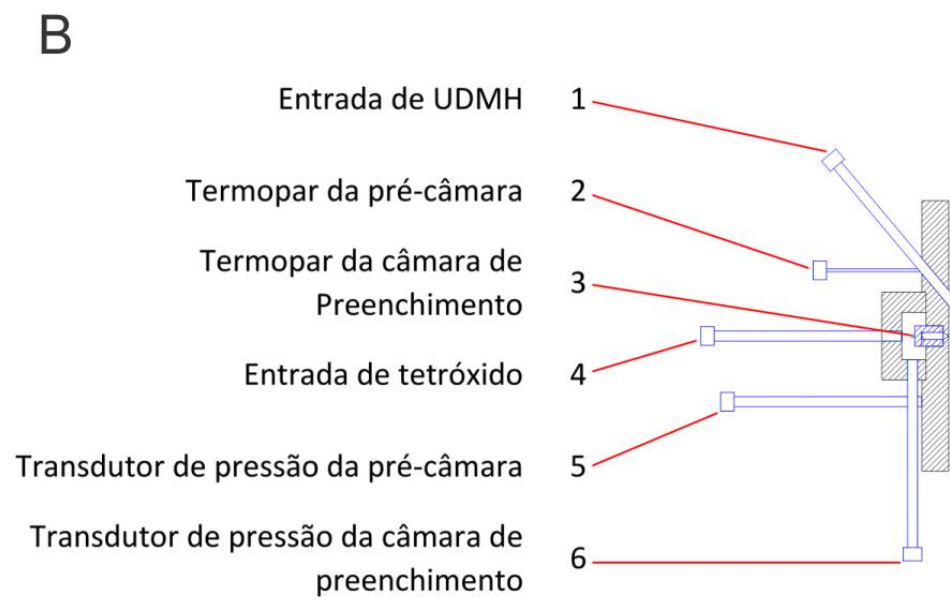 B
Entrada de UDMH 1
Termopar da pré-câmara 2
Termopar da câmara de
Preenchimento 3
Entrada de tetróxido 4
Transdutor de pressão da pré-câmara 5
Transdutor de pressão da câmara de
preenchimento 6